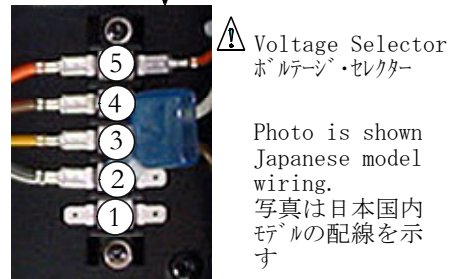 Voltage Selector
ﾎﾞﾙﾃｰｼﾞ・ｾﾚｸﾀｰ
Photo is shown
Japanese model
wiring.
写真は日本国内
ﾓﾃﾞﾙの配線を示
す
5
4
3
2
1